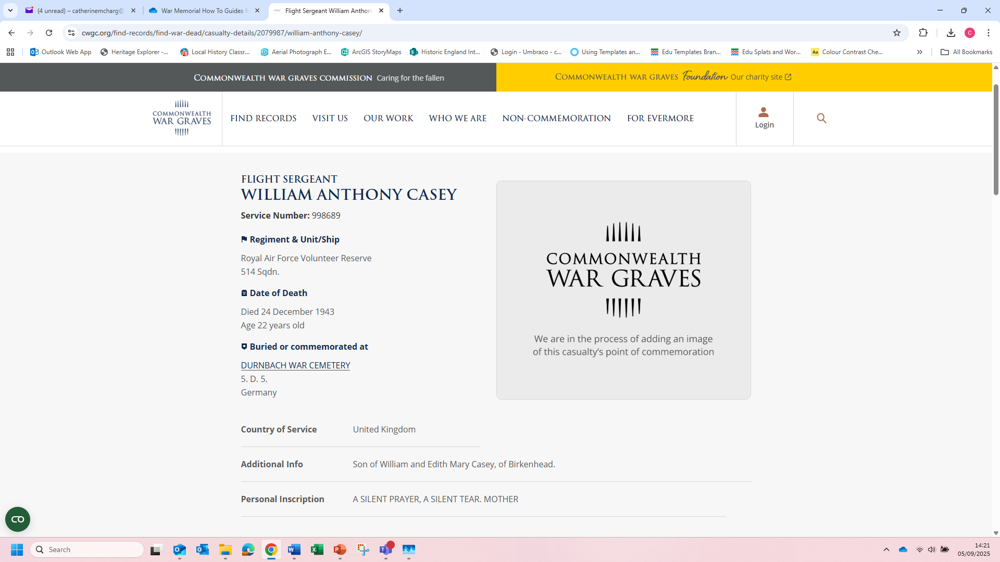 (4 unread) – catherinemcharg@
War Memorial How To Guides f
Flight Sergeant William Anthon
cwgc.org/find-records/find-war-dead/casualty-details/2079987/william-anthony-casey/
C
Outlook Web App
Heritage Explorer -...
Local History Classr...
Aerial Photograph E...
ArcGIS StoryMaps
Historic England Int...
Login - Umbraco - c...
Using Templates an...
Edu Templates Bran...
Edu Splats and Wor...
Aa
Colour Contrast Che...
All Bookmarks
COMMONWEALTH WAR GRAVES COMMISSION Caring for the fallen
COMMONWEALTH WAR GRAVES Foundation Our charity site
COMMONWEALTH
WAR GRAVES
FIND RECORDS
VISIT US
OUR WORK
WHO WE ARE
NON-COMMEMORATION
FOR EVERMORE
Login
FLIGHT SERGEANT
WILLIAM ANTHONY CASEY
Service Number: 998689
Regiment & Unit/Ship
Royal Air Force Volunteer Reserve
514 Sqdn.
Date of Death
Died 24 December 1943
Age 22 years old
Buried or commemorated at
DURNBACH WAR CEMETERY
5. D. 5.
Germany
COMMONWEALTH
WAR GRAVES
We are in the process of adding an image
of this casualty's point of commemoration
Country of Service United Kingdom
Additional Info Son of William and Edith Mary Casey, of Birkenhead.
Personal Inscription A SILENT PRAYER, A SILENT TEAR. MOTHER
Search
14:21
05/09/2025